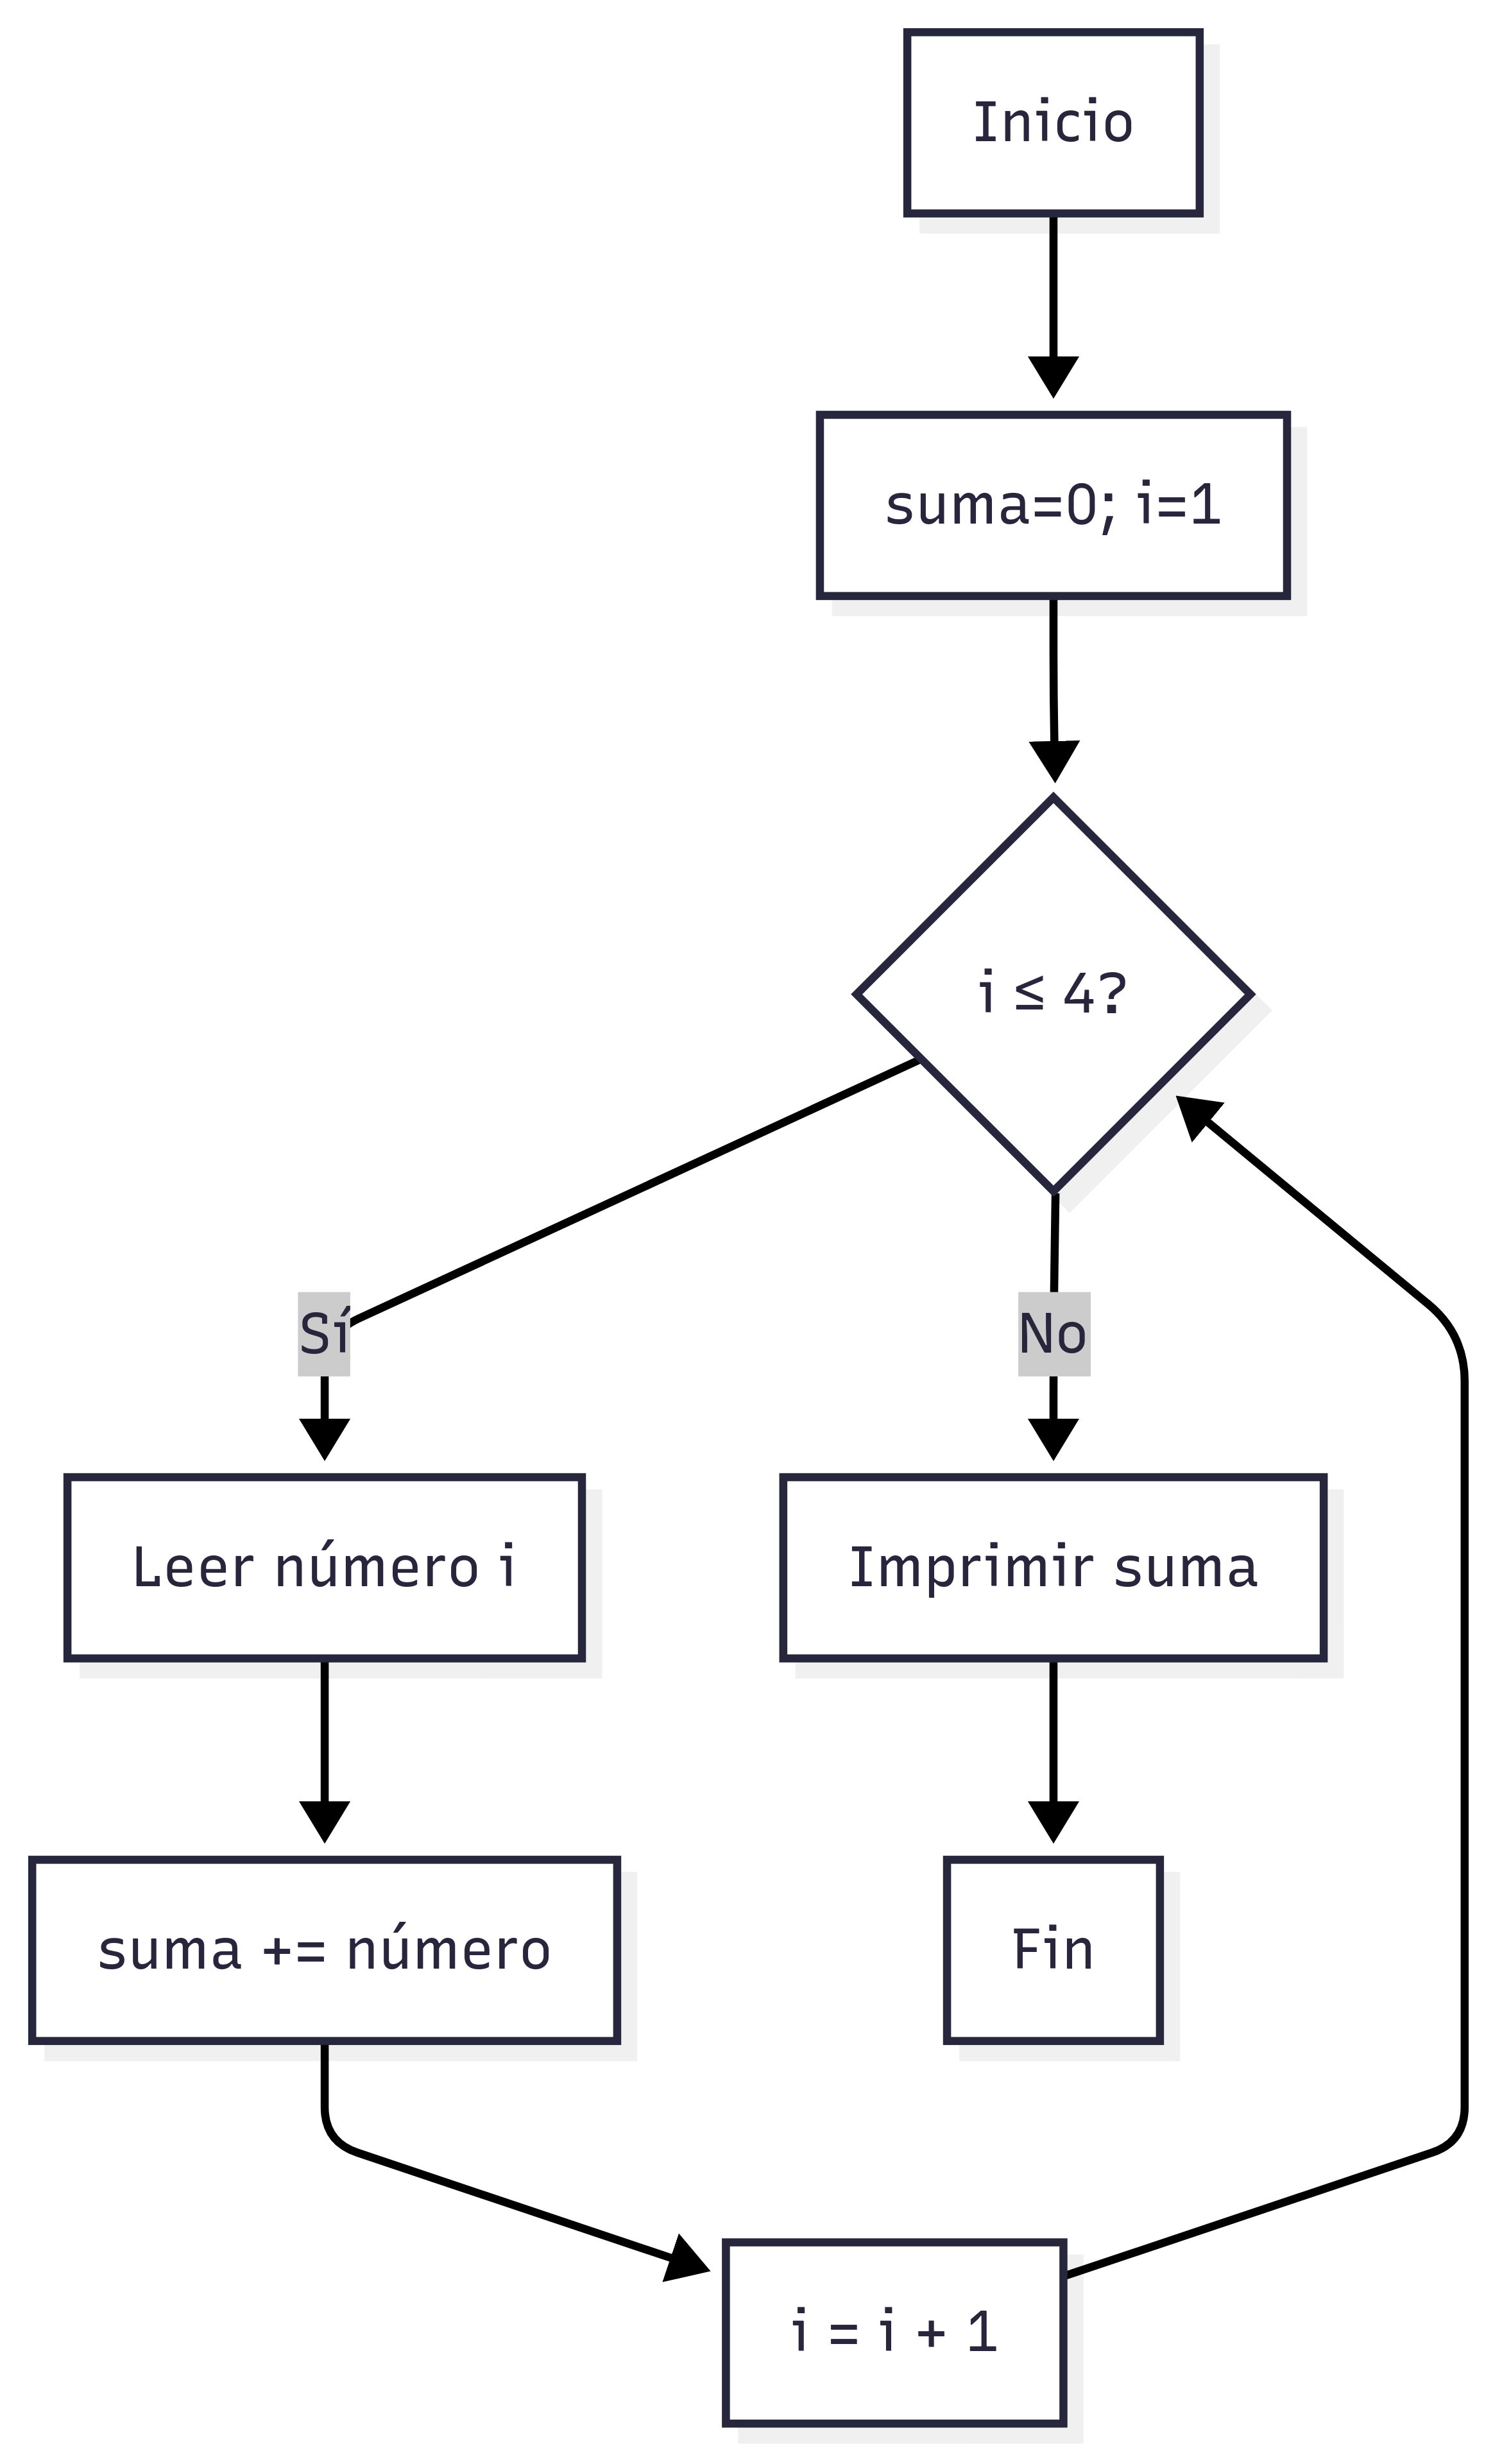 Inicio
suma=0; i=1
i ≤ 4?
Sí
No
Leer número i
Imprimir suma
suma += número
Fin
i = i + 1